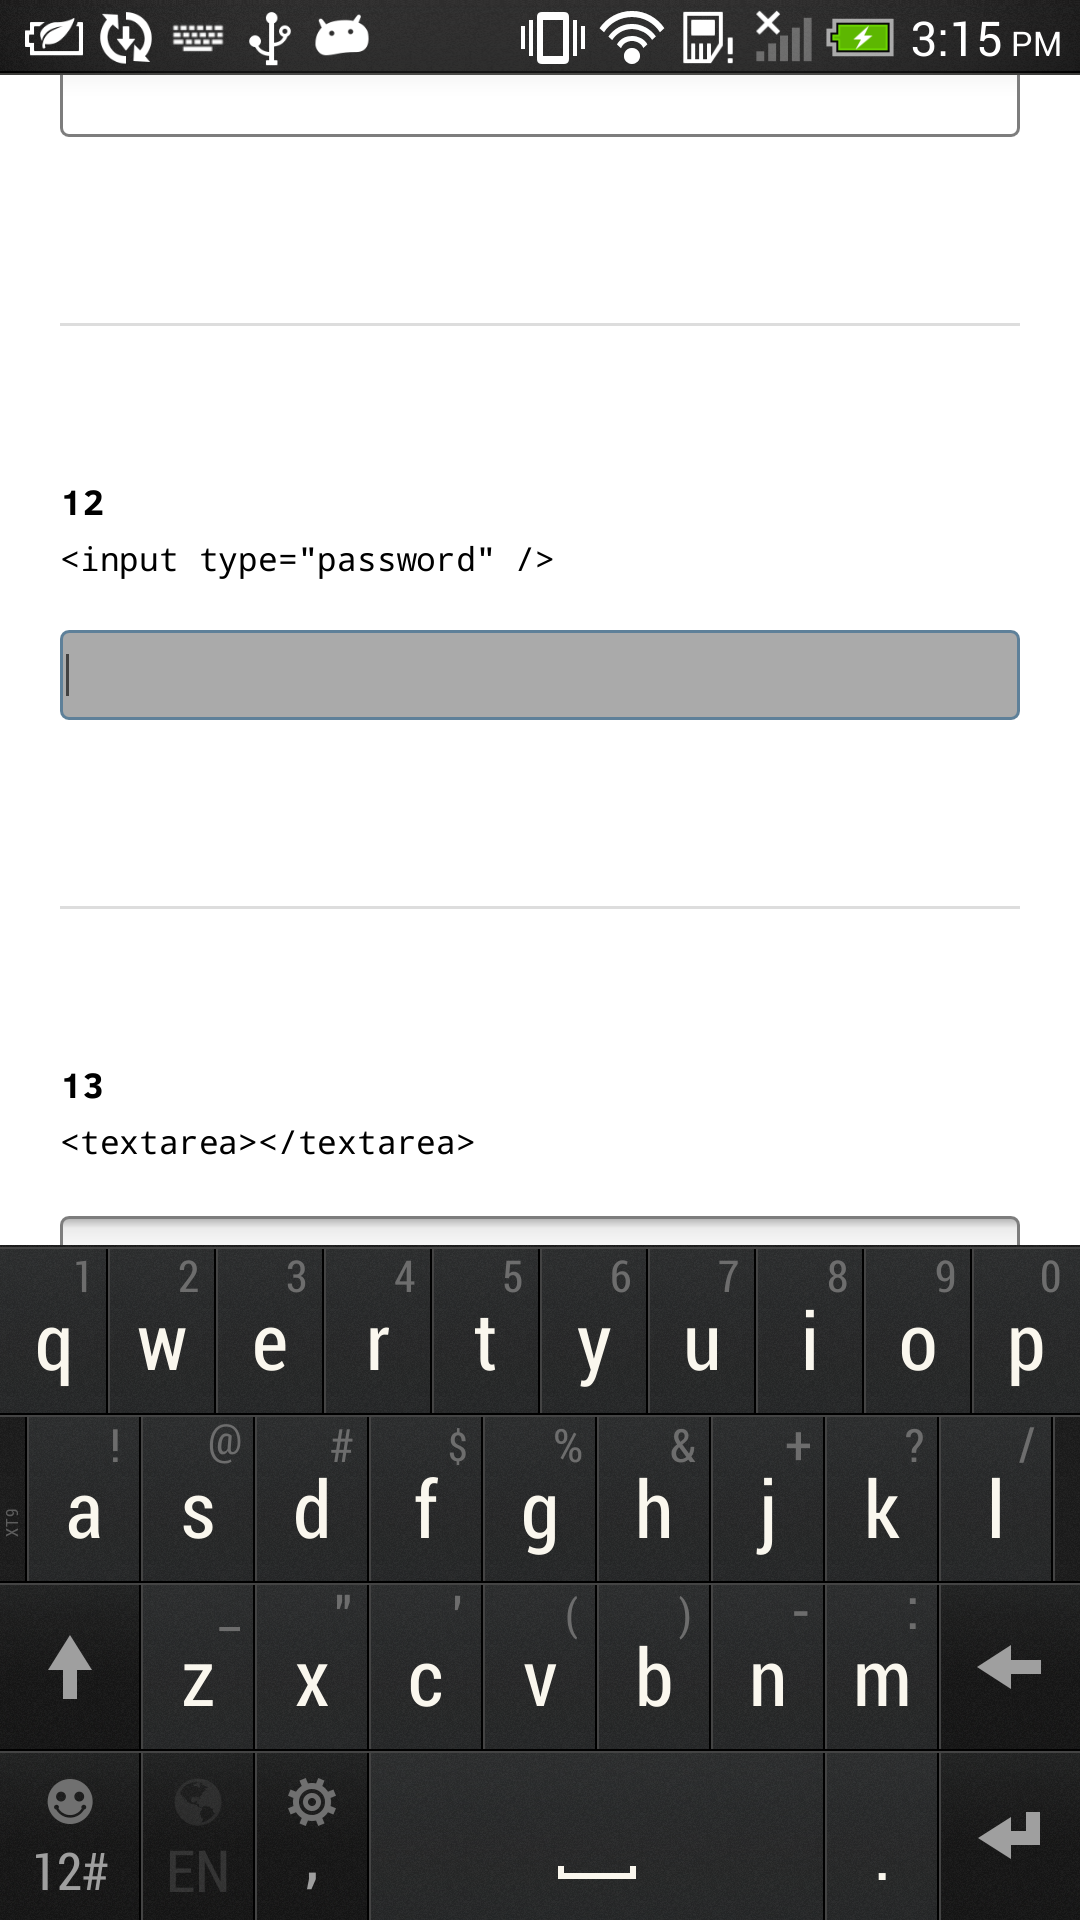 3:15 PM
12
<input type="password" />
13
<textarea></textarea>
1 2 3 4 5 6 7 8 9 0
q w e r t y u i o p
! @ # $ % & + ? /
XT9
a s d f g h j k l
_ " ' ( ) - :
z x c v b n m
12# EN , .